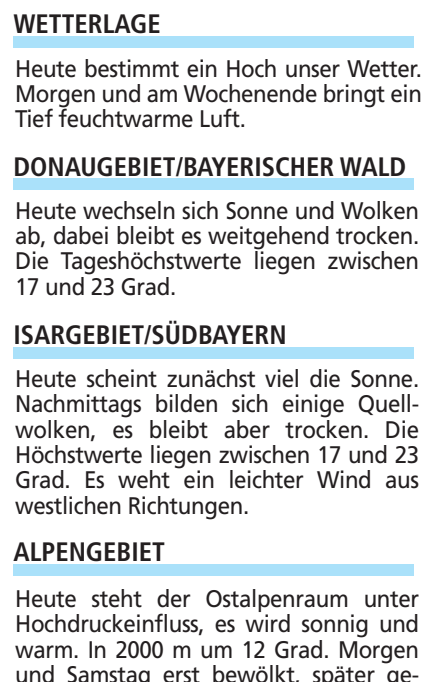 WETTERLAGE
Heute bestimmt ein Hoch unser Wetter.
Morgen und am Wochenende bringt ein
Tief feuchtwarme Luft.
DONAUGEBIET/BAYERISCHER WALD
Heute wechseln sich Sonne und Wolken
ab, dabei bleibt es weitgehend trocken.
Die Tageshöchstwerte liegen zwischen
17 und 23 Grad.
ISARGEBIET/SÜDBAYERN
Heute scheint zunächst viel die Sonne.
Nachmittags bilden sich einige Quell-
wolken, es bleibt aber trocken. Die
Höchstwerte liegen zwischen 17 und 23
Grad. Es weht ein leichter Wind aus
westlichen Richtungen.
ALPENGEBIET
Heute steht der Ostalpenraum unter
Hochdruckeinfluss, es wird sonnig und
warm. In 2000 m um 12 Grad. Morgen
und Samstag erst bewölkt, später ge-